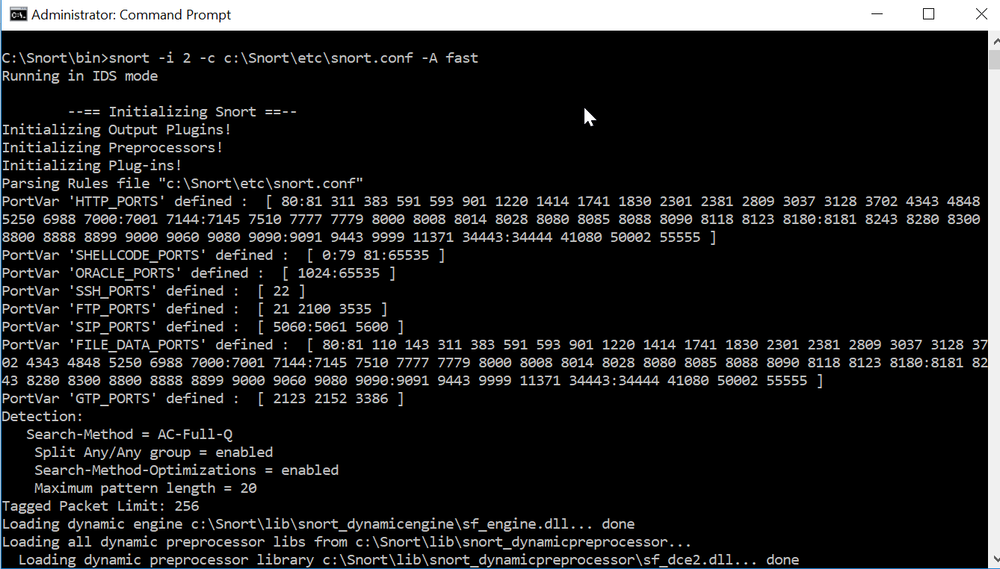 Administrator: Command Prompt
C:\Snort\bin>snort -i 2 -c c:\Snort\etc\snort.conf -A fast
Running in IDS mode
--== Initializing Snort ==--
Initializing Output Plugins!
Initializing Preprocessors!
Initializing Plug-ins!
Parsing Rules file "c:\Snort\etc\snort.conf"
PortVar 'HTTP_PORTS' defined :  [ 80:81 311 383 591 593 901 1220 1414 1741 1830 2301 2381 2809 3037 3128 3702 4343 4848
5250 6988 7000:7001 7144:7145 7510 7777 7779 8000 8008 8014 8028 8080 8085 8088 8090 8118 8123 8180:8181 8243 8280 8300
8800 8888 8899 9000 9060 9080 9090:9091 9443 9999 11371 34443:34444 41080 50002 55555 ]
PortVar 'SHELLCODE_PORTS' defined :  [ 0:79 81:65535 ]
PortVar 'ORACLE_PORTS' defined :  [ 1024:65535 ]
PortVar 'SSH_PORTS' defined :  [ 22 ]
PortVar 'FTP_PORTS' defined :  [ 21 2100 3535 ]
PortVar 'SIP_PORTS' defined :  [ 5060:5061 5600 ]
PortVar 'FILE_DATA_PORTS' defined :  [ 80:81 110 143 311 383 591 593 901 1220 1414 1741 1830 2301 2381 2809 3037 3128 37
02 4343 4848 5250 6988 7000:7001 7144:7145 7510 7777 7779 8000 8008 8014 8028 8080 8085 8088 8090 8118 8123 8180:8181 82
43 8280 8300 8800 8888 8899 9000 9060 9080 9090:9091 9443 9999 11371 34443:34444 41080 50002 55555 ]
PortVar 'GTP_PORTS' defined :  [ 2123 2152 3386 ]
Detection:
Search-Method = AC-Full-Q
Split Any/Any group = enabled
Search-Method-Optimizations = enabled
Maximum pattern length = 20
Tagged Packet Limit: 256
Loading dynamic engine c:\Snort\lib\snort_dynamicengine\sf_engine.dll... done
Loading all dynamic preprocessor libs from c:\Snort\lib\snort_dynamicpreprocessor...
Loading dynamic preprocessor library c:\Snort\lib\snort_dynamicpreprocessor\sf_dce2.dll... done